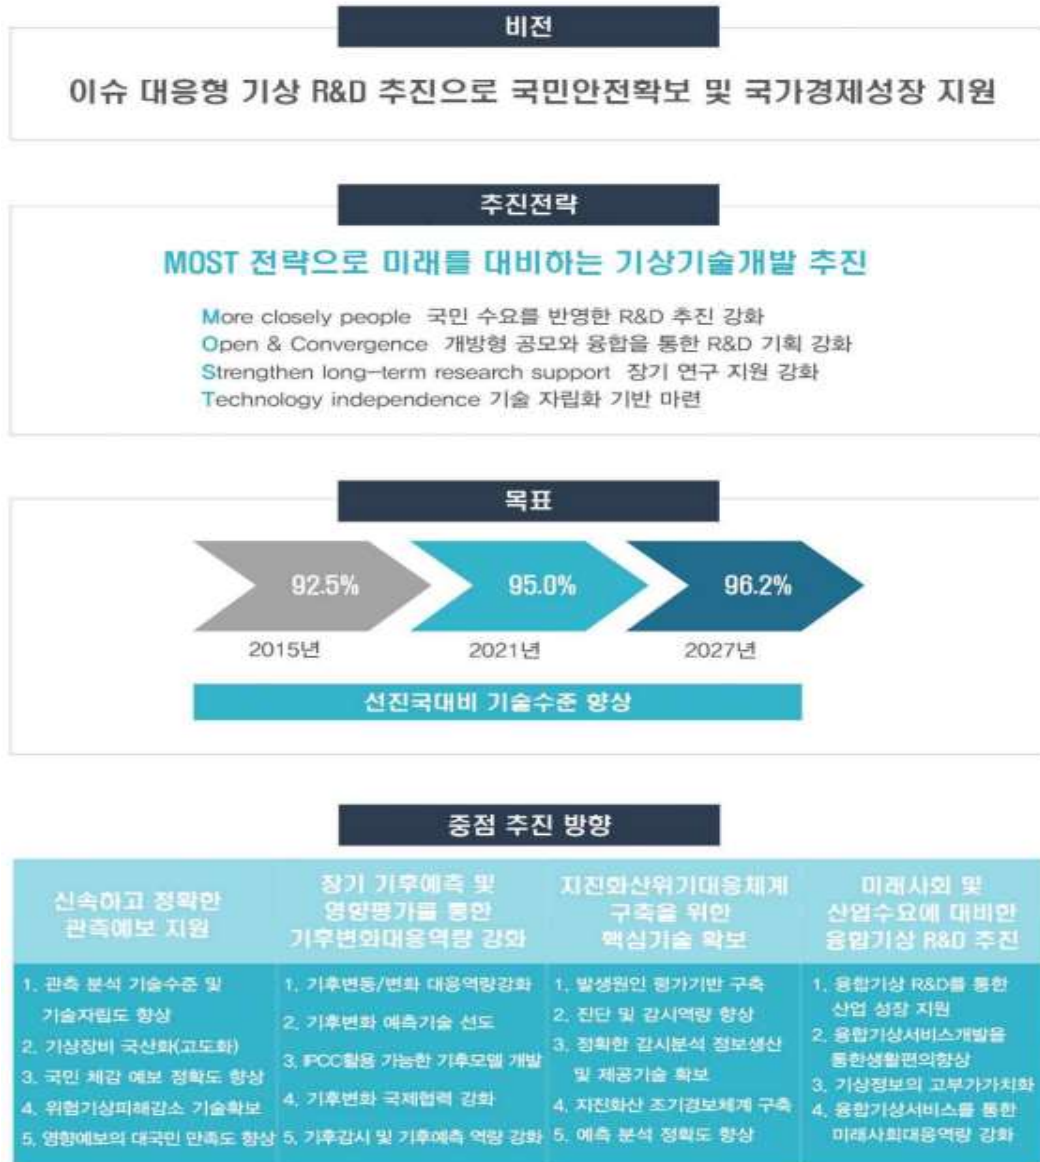 비전
이슈 대응형 기상 R&D 추진으로 국민안전확보 및 국가경제성장 지원
추진전략
MOST 전략으로 미래를 대비하는 기상기술개발 추진
More closely people 국민 수요를 반영한 R&D 추진 강화
Open & Convergence 개방형 공모와 융합을 통한 R&D 기획 강화
Strengthen long-term research support 장기 연구 지원 강화
Technology independence 기술 자립화 기반 마련
목표
92.5% 95.0% 96.2%
2015년 2021년 2027년
선진국대비 기술수준 향상
중점 추진 방향
신속하고 정확한
관측예보 지원
1. 관측 분석 기술수준 및
기술자립도 향상
2. 기상장비 국산화(고도화)
3. 국민 체감 예보 정확도 향상
4. 위험기상피해감소 기술확보
5. 영향예보의 대국민 만족도 향상
장기 기후예측 및
영향평가를 통한
기후변화대응역량 강화
1. 기후변동/변화 대응역량강화
2. 기후변화 예측기술 선도
3. IPCC활용 가능한 기후모델 개발
4. 기후변화 국제협력 강화
5. 기후감시 및 기후예측 역량 강화
지진화산위기대응체계
구축을 위한
핵심기술 확보
1. 발생원인 평가기반 구축
2. 진단 및 감시역량 향상
3. 정확한 감시분석 정보생산
및 제공기술 확보
4. 지진화산 조기경보체계 구축
5. 예측 분석 정확도 향상
미래사회 및
산업수요에 대비한
융합기상 R&D 추진
1. 융합기상 R&D를 통한
산업 성장 지원
2. 융합기상서비스개발을
통한생활편의향상
3. 기상정보의 고부가가치화
4. 융합기상서비스를 통한
미래사회대응역량 강화